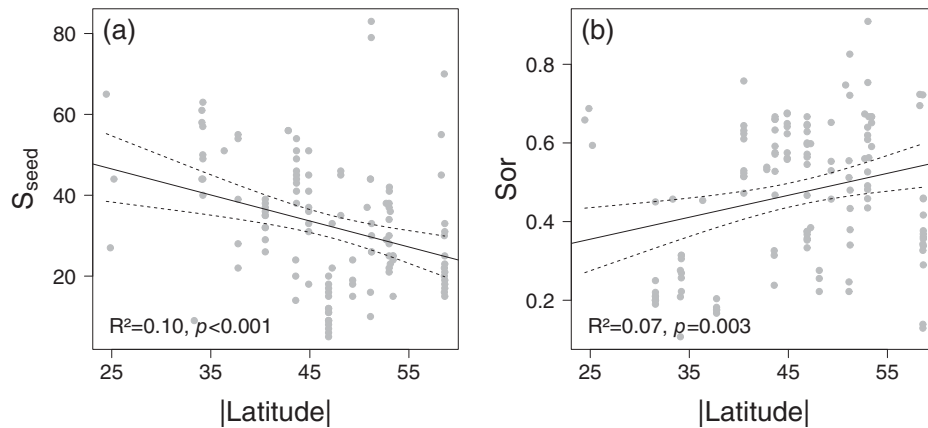 (a)
80
60
40
20
S_seed
R²=0.10, p<0.001
25
35
45
55
|Latitude|
(b)
0.8
0.6
0.4
0.2
Sor
R²=0.07, p=0.003
25
35
45
55
|Latitude|